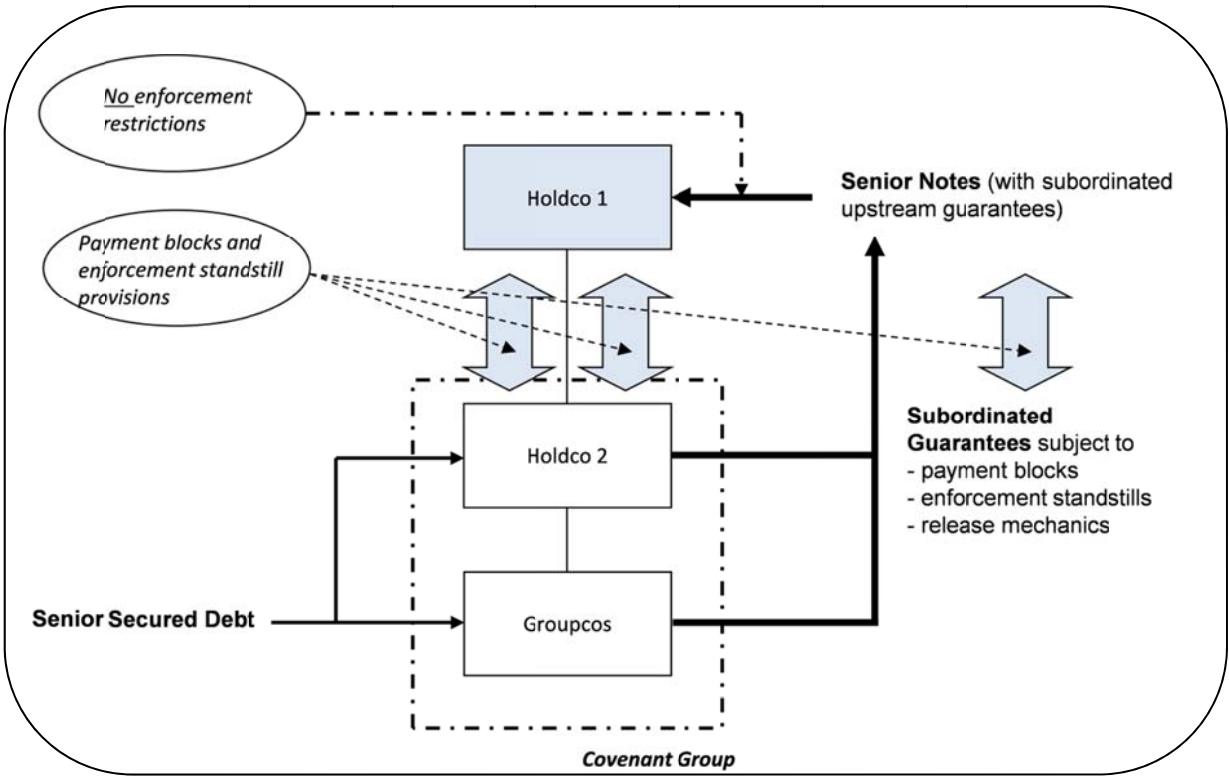 No enforcement
restrictions
Holdco 1
Senior Notes (with subordinated
upstream guarantees)
Payment blocks and
enforcement standstill
provisions
Subordinated
Guarantees subject to
- payment blocks
- enforcement standstills
- release mechanics
Holdco 2
Senior Secured Debt
Groupcos
Covenant Group